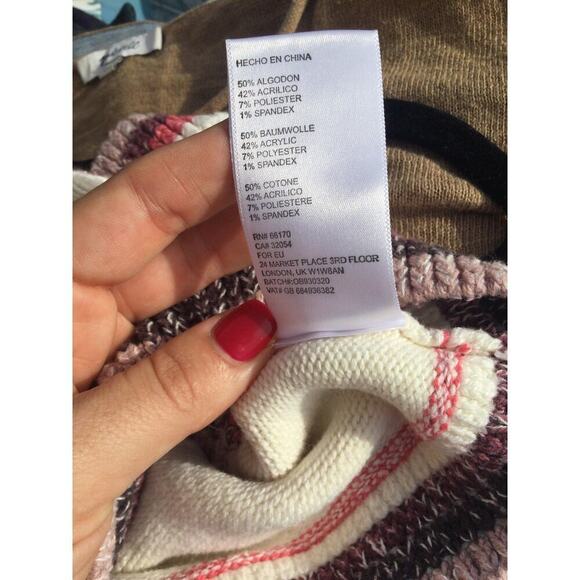 HECHO EN CHINA
50% ALGODON
42% ACRILICO
7% POLIESTER
1% SPANDEX
50% BAUMWOLLE
42% ACRYLIC
7% POLYESTER
1% SPANDEX
50% COTONE
42% ACRILICO
7% POLIESTERE
1% SPANDEX
RN# 66170
CA# 32054
FOR EU
24 MARKET PLACE 3RD FLOOR
LONDON, UK W1W8AN
BATCH#:OB930320
VAT# GB 684936382